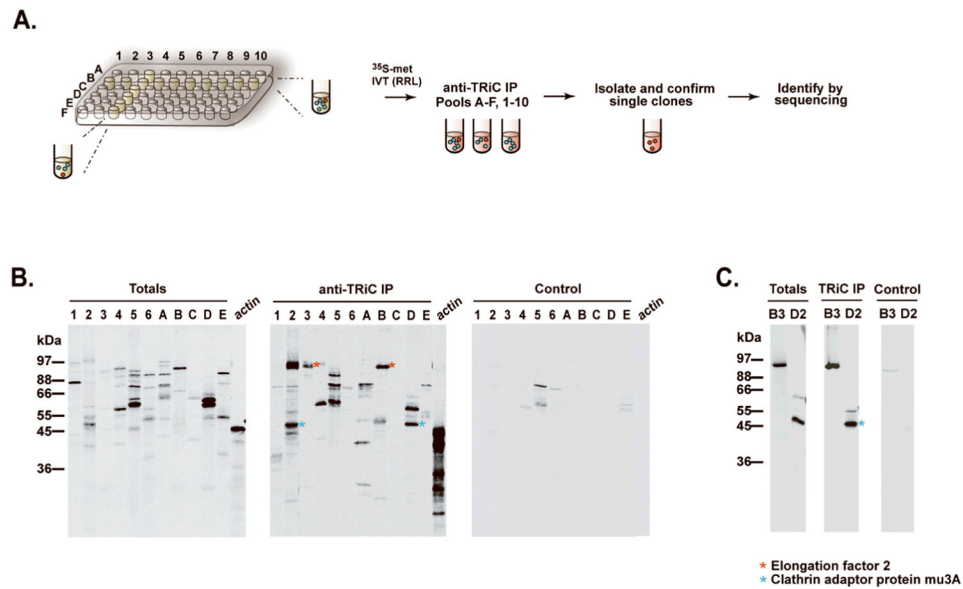 A.
1 2 3 4 5 6 7 8 9 10
A
B
C
D
E
F
³⁵S-met
IVT (RRL)
anti-TRiC IP
Pools A-F, 1-10
Isolate and confirm
single clones
Identify by
sequencing
B.
Totals
1 2 3 4 5 6 A B C D E actin
anti-TRiC IP
1 2 3 4 5 6 A B C D E actin
Control
1 2 3 5 6 A B C D E actin
kDa
97
88
66
55
45
36
*
*
*
*
C.
Totals TRiC IP Control
B3 D2 B3 D2 B3 D2
kDa
97
88
66
55
45
36
*
* Elongation factor 2
* Clathrin adaptor protein mu3A